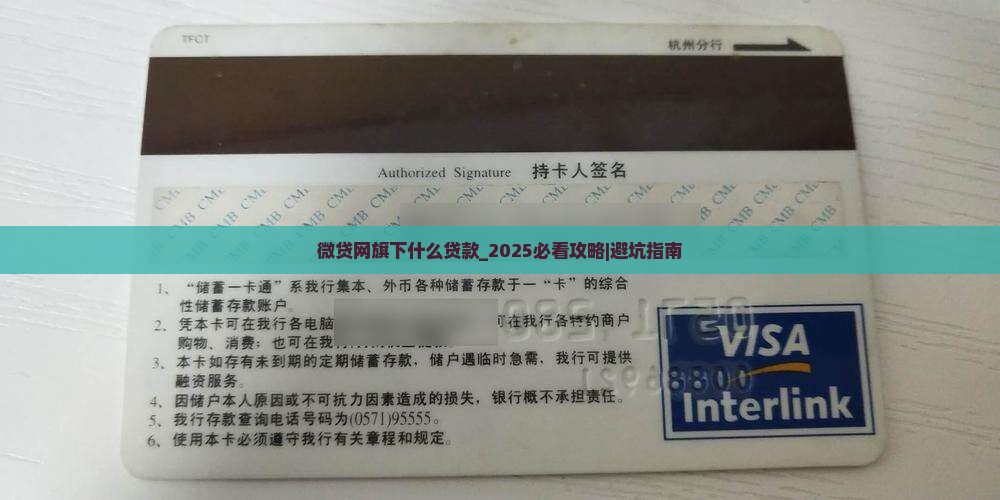 TFCT
杭州分行
Authorized Signature 持卡人签名
CMB CMB CMB CMB CMB CMB
微贷网旗下什么贷款_2025必看攻略|避坑指南
1、“储蓄一卡通”系我行集本、外币各种储蓄存款于一“卡”的综合
性储蓄存款账户
2、凭本卡可在我行各电脑 可在我行各特约商户
购物、消费；也可在我
3、本卡如存有未到期的定期储蓄存款，储户遇临时急需，我行可提供
融资服务。
4、因储户本人原因或不可抗力因素造成的损失，银行概不承担责任。
5、我行存款查询电话号码为(0571)95555。
6、使用本卡必须遵守我行有关章程和规定。
VISA
Interlink